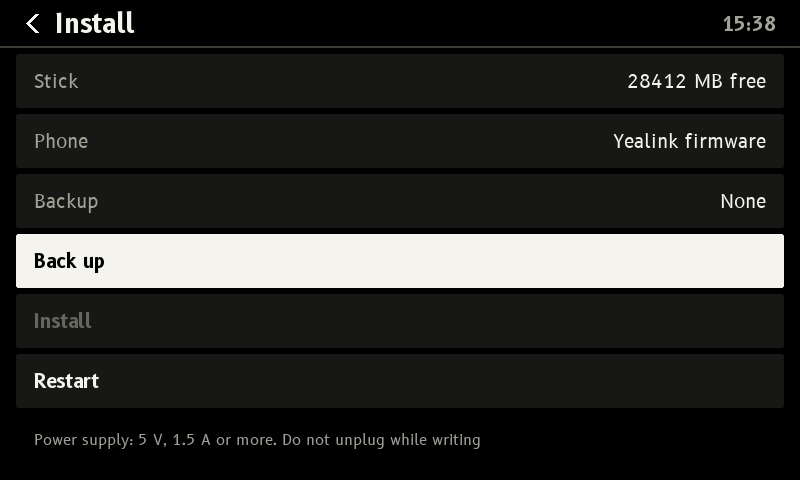 Install
15:38
Stick 28412 MB free
Phone Yealink firmware
Backup None
Back up
Install
Restart
Power supply: 5 V, 1.5 A or more. Do not unplug while writing